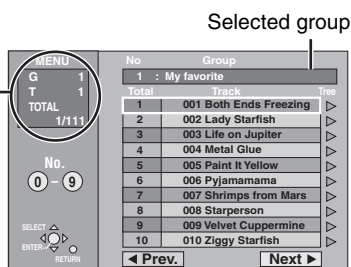 Selected group
MENU
G 1
T 1
TOTAL
1/111
No.
0 - 9
SELECT
ENTER
RETURN
No Group
1 : My favorite
Total Track Tree
1 001 Both Ends Freezing
2 002 Lady Starfish
3 003 Life on Jupiter
4 004 Metal Glue
5 005 Paint It Yellow
6 006 Pyjamamama
7 007 Shrimps from Mars
8 008 Starperson
9 009 Velvet Cuppermine
10 010 Ziggy Starfish
◄ Prev. Next ►